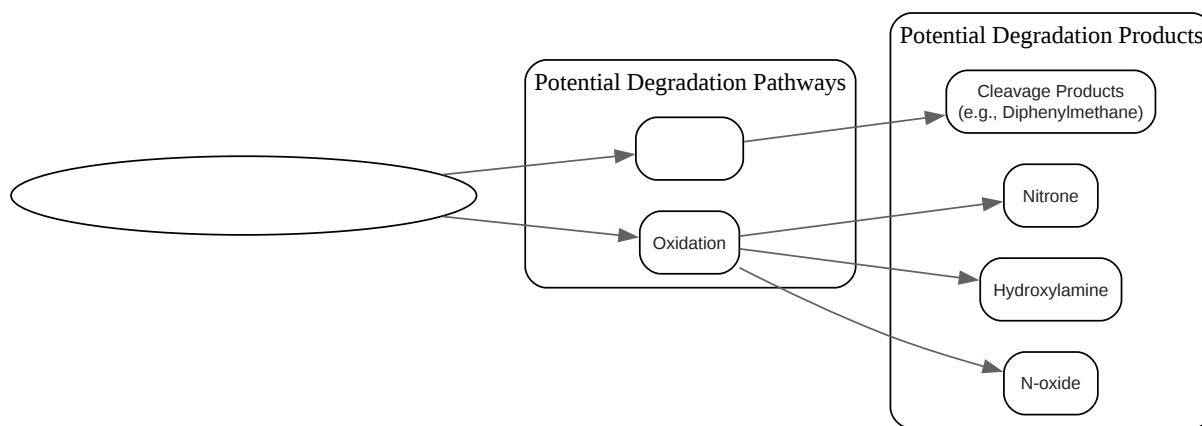 Potential Degradation Pathways
Oxidation
Potential Degradation Products
Cleavage Products
(e.g., Diphenylmethane)
Nitrone
Hydroxylamine
N-oxide